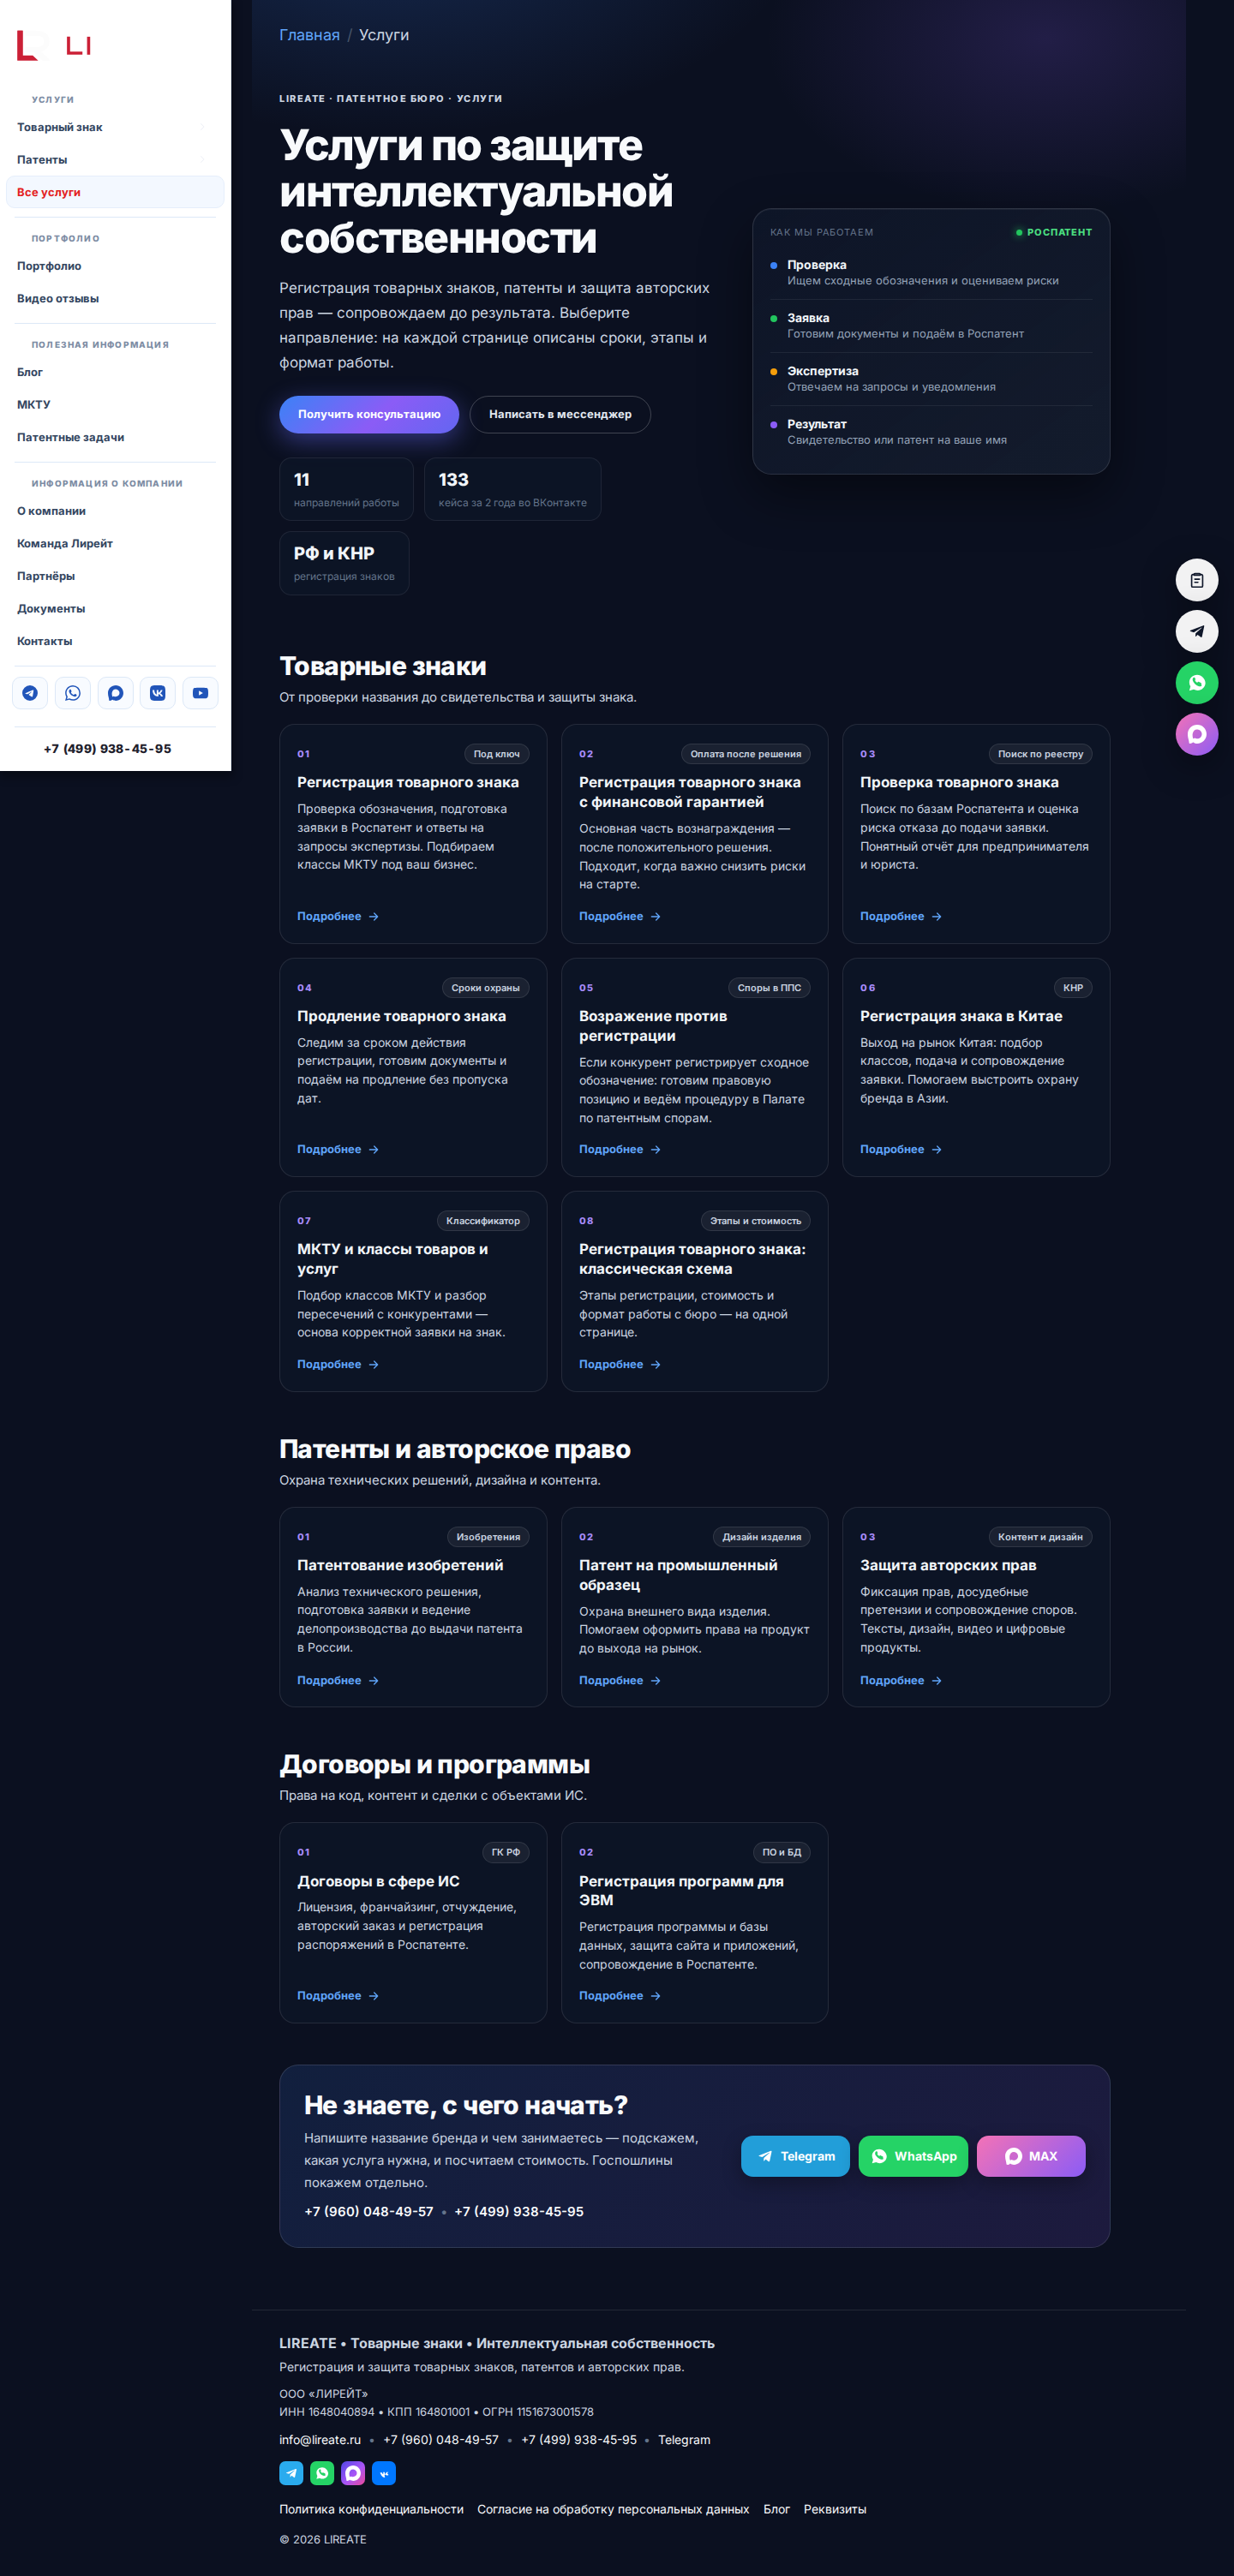 LI
УСЛУГИ
Товарный знак
Патенты
Все услуги
ПОРТФОЛИО
Портфолио
Видео отзывы
ПОЛЕЗНАЯ ИНФОРМАЦИЯ
Блог
МКТУ
Патентные задачи
ИНФОРМАЦИЯ О КОМПАНИИ
О компании
Команда Лирейт
Партнёры
Документы
Контакты
+7 (499) 938-45-95
Главная / Услуги
LIREATE · ПАТЕНТНОЕ БЮРО · УСЛУГИ
Услуги по защите
интеллектуальной
собственности
Регистрация товарных знаков, патенты и защита авторских
прав — сопровождаем до результата. Выберите
направление: на каждой странице описаны сроки, этапы и
формат работы.
Получить консультацию
Написать в мессенджер
11
направлений работы
133
кейса за 2 года во ВКонтакте
РФ и КНР
регистрация знаков
КАК МЫ РАБОТАЕМ
РОСПАТЕНТ
Проверка
Ищем сходные обозначения и оцениваем риски
Заявка
Готовим документы и подаём в Роспатент
Экспертиза
Отвечаем на запросы и уведомления
Результат
Свидетельство или патент на ваше имя
Товарные знаки
От проверки названия до свидетельства и защиты знака.
01
Под ключ
Регистрация товарного знака
Проверка обозначения, подготовка
заявки в Роспатент и ответы на
запросы экспертизы. Подбираем
классы МКТУ под ваш бизнес.
Подробнее →
02
Оплата после решения
Регистрация товарного знака
с финансовой гарантией
Основная часть вознаграждения —
после положительного решения.
Подходит, когда важно снизить риски
на старте.
Подробнее →
03
Поиск по реестру
Проверка товарного знака
Поиск по базам Роспатента и оценка
риска отказа до подачи заявки.
Понятный отчёт для предпринимателя
и юриста.
Подробнее →
04
Сроки охраны
Продление товарного знака
Следим за сроком действия
регистрации, готовим документы и
подаём на продление без пропуска
дат.
Подробнее →
05
Споры в ППС
Возражение против
регистрации
Если конкурент регистрирует сходное
обозначение: готовим правовую
позицию и ведём процедуру в Палате
по патентным спорам.
Подробнее →
06
КНР
Регистрация знака в Китае
Выход на рынок Китая: подбор
классов, подача и сопровождение
заявки. Помогаем выстроить охрану
бренда в Азии.
Подробнее →
07
Классификатор
МКТУ и классы товаров и
услуг
Подбор классов МКТУ и разбор
пересечений с конкурентами —
основа корректной заявки на знак.
Подробнее →
08
Этапы и стоимость
Регистрация товарного знака:
классическая схема
Этапы регистрации, стоимость и
формат работы с бюро — на одной
странице.
Подробнее →
Патенты и авторское право
Охрана технических решений, дизайна и контента.
01
Изобретения
Патентование изобретений
Анализ технического решения,
подготовка заявки и ведение
делопроизводства до выдачи патента
в России.
Подробнее →
02
Дизайн изделия
Патент на промышленный
образец
Охрана внешнего вида изделия.
Помогаем оформить права на продукт
до выхода на рынок.
Подробнее →
03
Контент и дизайн
Защита авторских прав
Фиксация прав, досудебные
претензии и сопровождение споров.
Тексты, дизайн, видео и цифровые
продукты.
Подробнее →
Договоры и программы
Права на код, контент и сделки с объектами ИС.
01
ГК РФ
Договоры в сфере ИС
Лицензия, франчайзинг, отчуждение,
авторский заказ и регистрация
распоряжений в Роспатенте.
Подробнее →
02
ПО и БД
Регистрация программ для
ЭВМ
Регистрация программы и базы
данных, защита сайта и приложений,
сопровождение в Роспатенте.
Подробнее →
Не знаете, с чего начать?
Напишите название бренда и чем занимаетесь — подскажем,
какая услуга нужна, и посчитаем стоимость. Госпошлины
покажем отдельно.
+7 (960) 048-49-57 • +7 (499) 938-45-95
Telegram
WhatsApp
MAX
LIREATE • Товарные знаки • Интеллектуальная собственность
Регистрация и защита товарных знаков, патентов и авторских прав.
ООО «ЛИРЕЙТ»
ИНН 1648040894 • КПП 164801001 • ОГРН 1151673001578
info@lireate.ru • +7 (960) 048-49-57 • +7 (499) 938-45-95 • Telegram
Политика конфиденциальности Согласие на обработку персональных данных Блог Реквизиты
© 2026 LIREATE